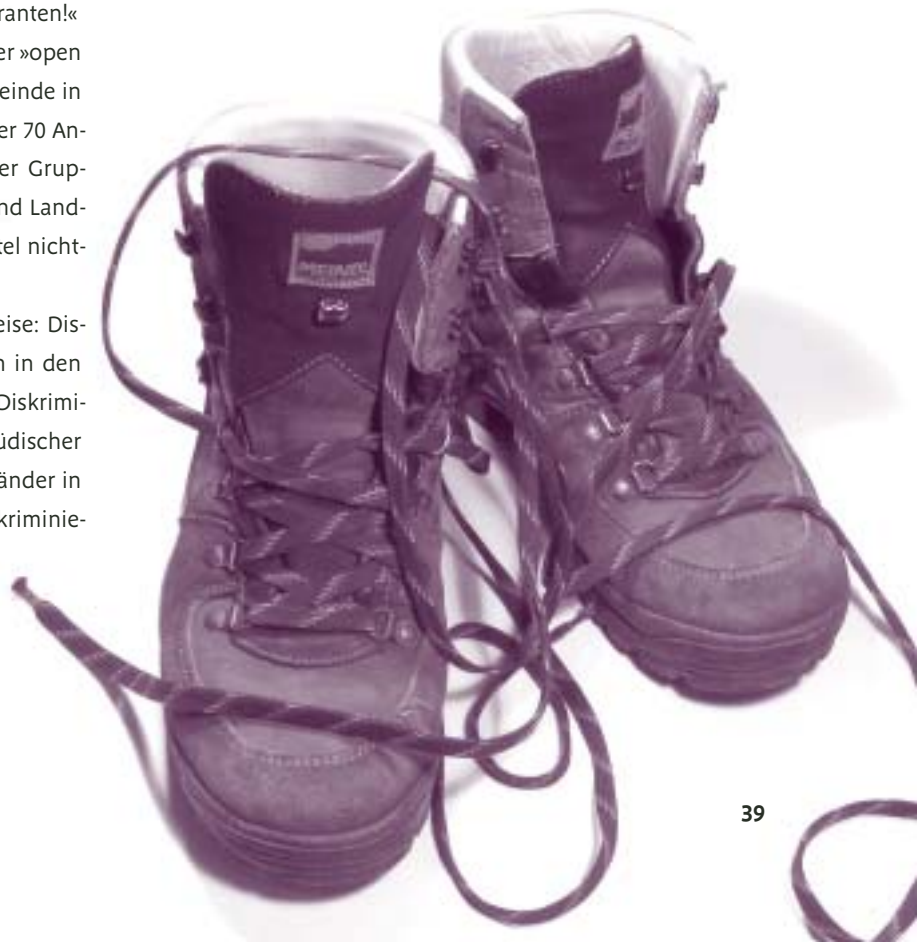 ranten!«
er »open
einde in
er 70 An-
er Grup-
nd Land-
tel nicht-
eise: Dis-
n in den
Diskrimi-
üdischer
änder in
kriminie-
MEINDL
39